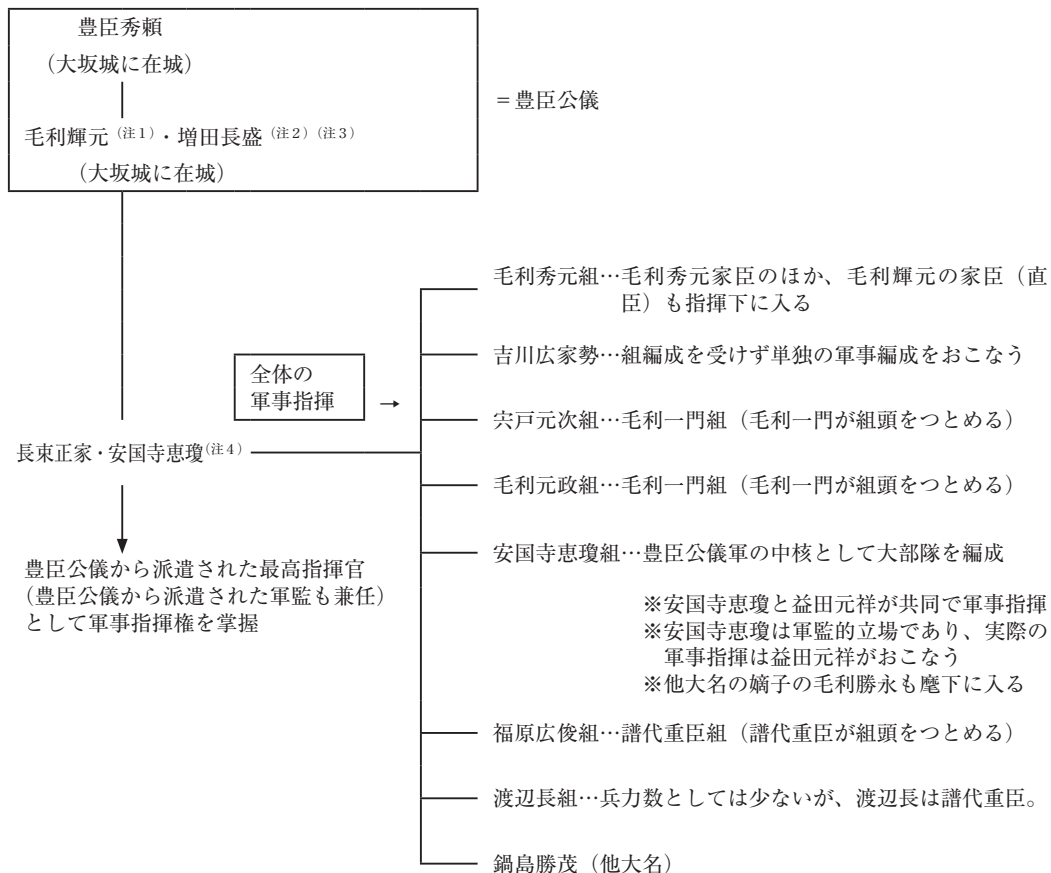 豊臣秀頼
（大坂城に在城）
＝豊臣公儀
毛利輝元（注１）・増田長盛（注２）（注３）
（大坂城に在城）
毛利秀元組…毛利秀元家臣のほか、毛利輝元の家臣（直
臣）も指揮下に入る
吉川広家勢…組編成を受けず単独の軍事編成をおこなう
全体の
軍事指揮
→
宍戸元次組…毛利一門組（毛利一門が組頭をつとめる）
長束正家・安国寺恵瓊（注４）
毛利元政組…毛利一門組（毛利一門が組頭をつとめる）
安国寺恵瓊組…豊臣公儀軍の中核として大部隊を編成
※安国寺恵瓊と益田元祥が共同で軍事指揮
※安国寺恵瓊は軍監的立場であり、実際の
軍事指揮は益田元祥がおこなう
※他大名の嫡子の毛利勝永も麾下に入る
豊臣公儀から派遣された最高指揮官
（豊臣公儀から派遣された軍監も兼任）
として軍事指揮権を掌握
福原広俊組…譜代重臣組（譜代重臣が組頭をつとめる）
渡辺長組…兵力数としては少ないが、渡辺長は譜代重臣。
鍋島勝茂（他大名）